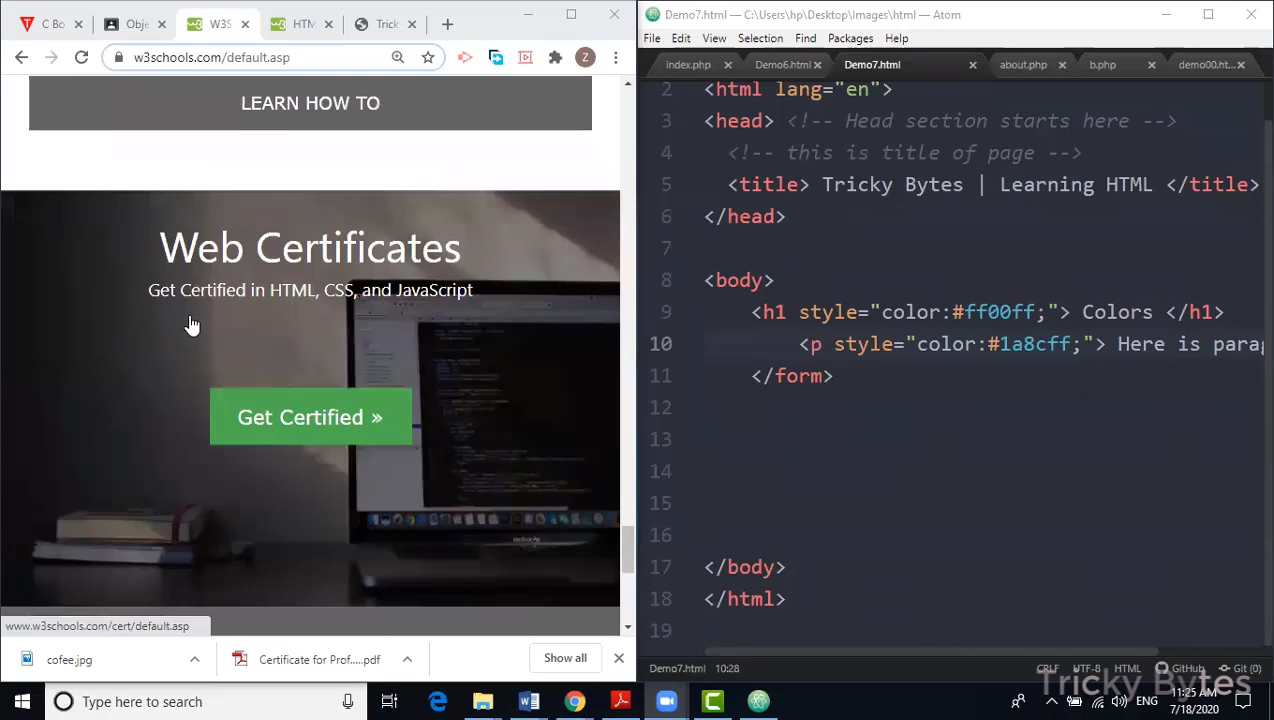 C Bo
Obje
W3S
HTM
Trick
w3schools.com/default.asp
Z
LEARN HOW TO
Web Certificates
Get Certified in HTML, CSS, and JavaScript
Get Certified »
www.w3schools.com/cert/default.asp
cofee.jpg
Certificate for Prof.....pdf
Show all
Demo7.html — C:\Users\hp\Desktop\Images\html — Atom
File Edit View Selection Find Packages Help
index.php
Demo6.html
Demo7.html
about.php
b.php
demo00.ht...
2 <html lang="en">
3 <head> <!-- Head section starts here -->
4 <!-- this is title of page -->
5 <title> Tricky Bytes | Learning HTML </title>
6 </head>
7
8 <body>
9 <h1 style="color:#ff00ff;"> Colors </h1>
10 <p style="color:#1a8cff;"> Here is para
11 </form>
12
13
14
15
16
17 </body>
18 </html>
19
Demo7.html 10:28
CRLF UTF-8 HTML GitHub Git (0)
Tricky Bytes
Type here to search
ENG
11:25 AM
7/18/2020